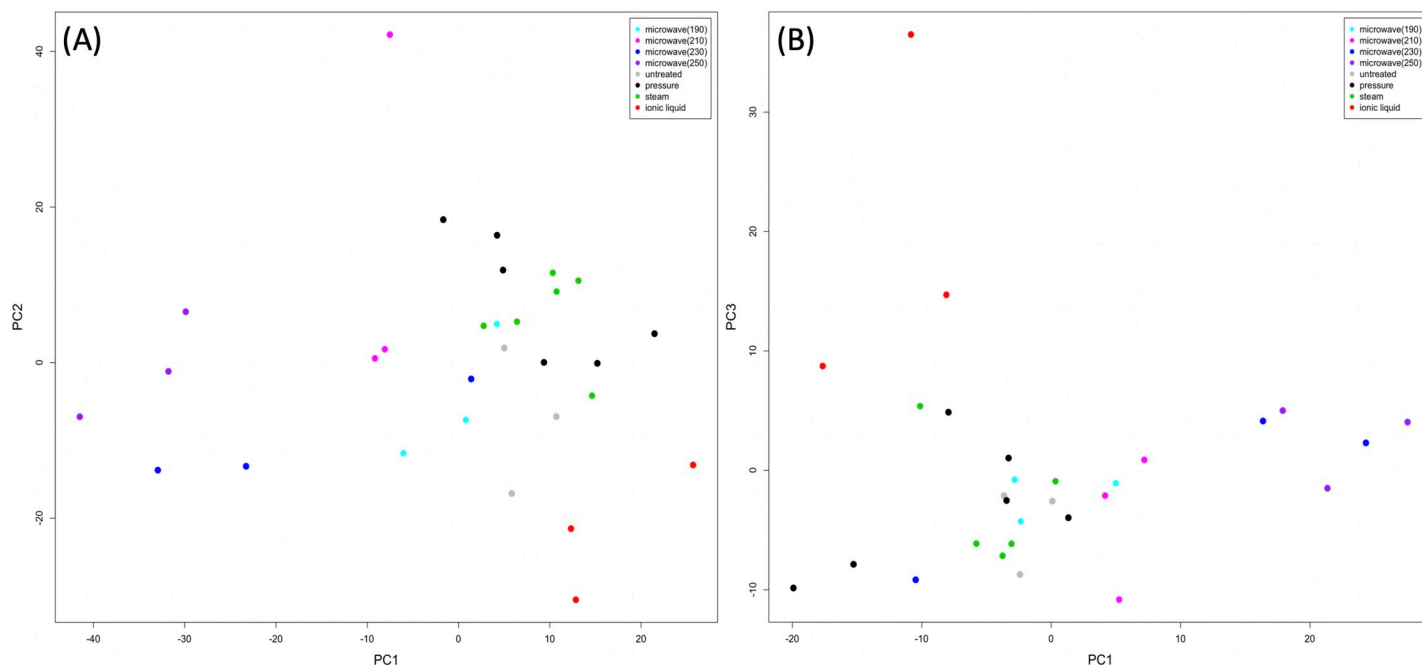 (A)
microwave(190)
microwave(210)
microwave(230)
microwave(250)
untreated
pressure
steam
ionic liquid
40
20
0
-20
PC2
-40
-30
-20
-10
0
10
20
PC1
(B)
microwave(190)
microwave(210)
microwave(230)
microwave(250)
untreated
pressure
steam
ionic liquid
30
20
10
0
-10
PC3
-20
-10
0
10
20
PC1